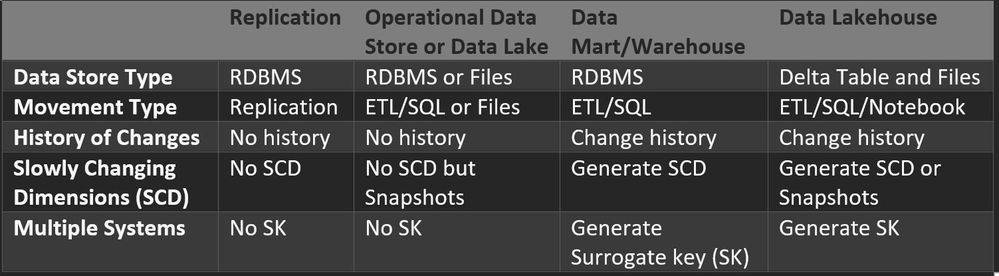 Replication Operational Data Store or Data Lake Data Mart/Warehouse Data Lakehouse
Data Store Type RDBMS RDBMS or Files RDBMS Delta Table and Files
Movement Type Replication ETL/SQL or Files ETL/SQL ETL/SQL/Notebook
History of Changes No history No history Change history Change history
Slowly Changing Dimensions (SCD) No SCD No SCD but Snapshots Generate SCD Generate SCD or Snapshots
Multiple Systems No SK No SK Generate Surrogate key (SK) Generate SK